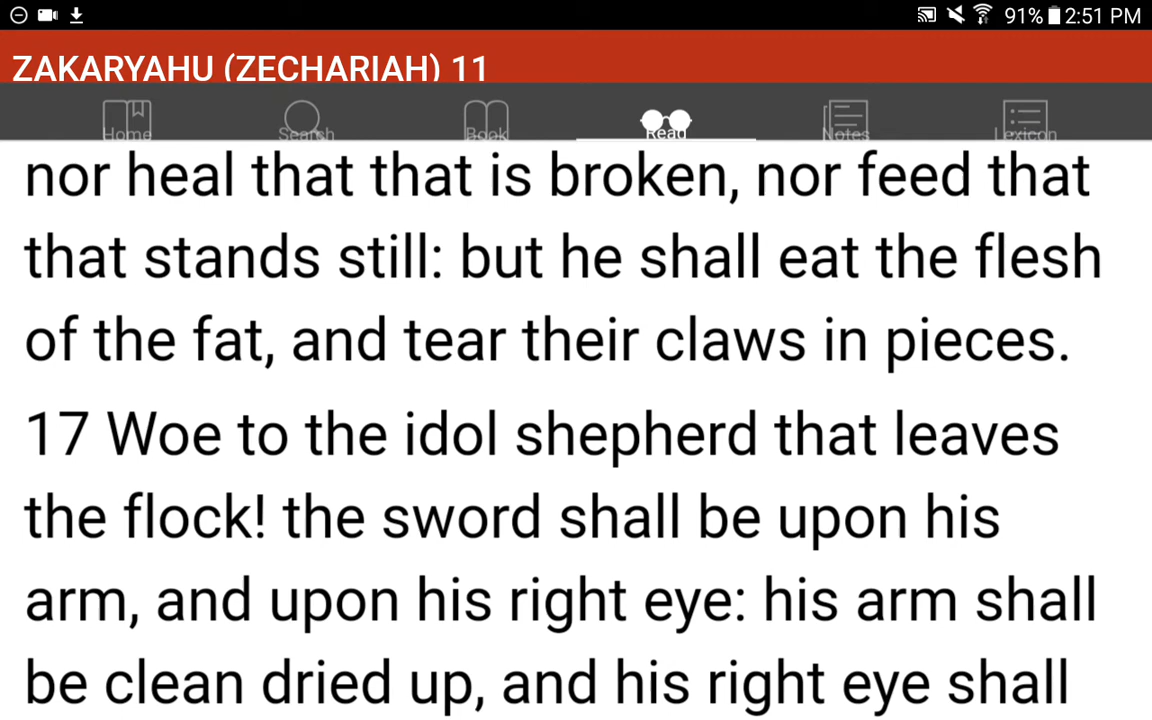 91% 2:51 PM
ZAKARYAHU (ZECHARIAH) 11
Home Search Book Read Notes Lexicon
nor heal that that is broken, nor feed that
that stands still: but he shall eat the flesh
of the fat, and tear their claws in pieces.
17 Woe to the idol shepherd that leaves
the flock! the sword shall be upon his
arm, and upon his right eye: his arm shall
be clean dried up, and his right eye shall